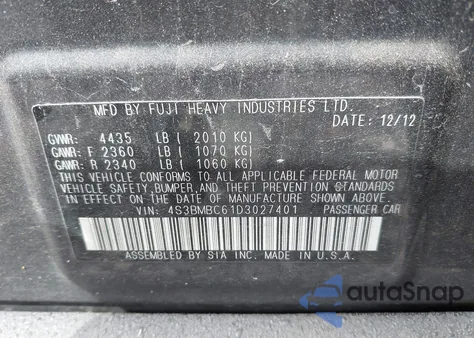 MFD BY FUJI HEAVY INDUSTRIES LTD.
DATE: 12/12
GVWR: 4435 LB ( 2010 KG)
GAWR: F 2360 LB ( 1070 KG)
GAWR: R 2340 LB ( 1060 KG)
THIS VEHICLE CONFORMS TO ALL APPLICABLE FEDERAL MOTOR
VEHICLE SAFETY,BUMPER,AND THEFT PREVENTION STANDARDS
IN EFFECT ON THE DATE OF MANUFACTURE SHOWN ABOVE.
VIN: 4S3BMBC61D3027401 PASSENGER CAR
ASSEMBLED BY SIA INC. MADE IN U.S.A.
autoSnap